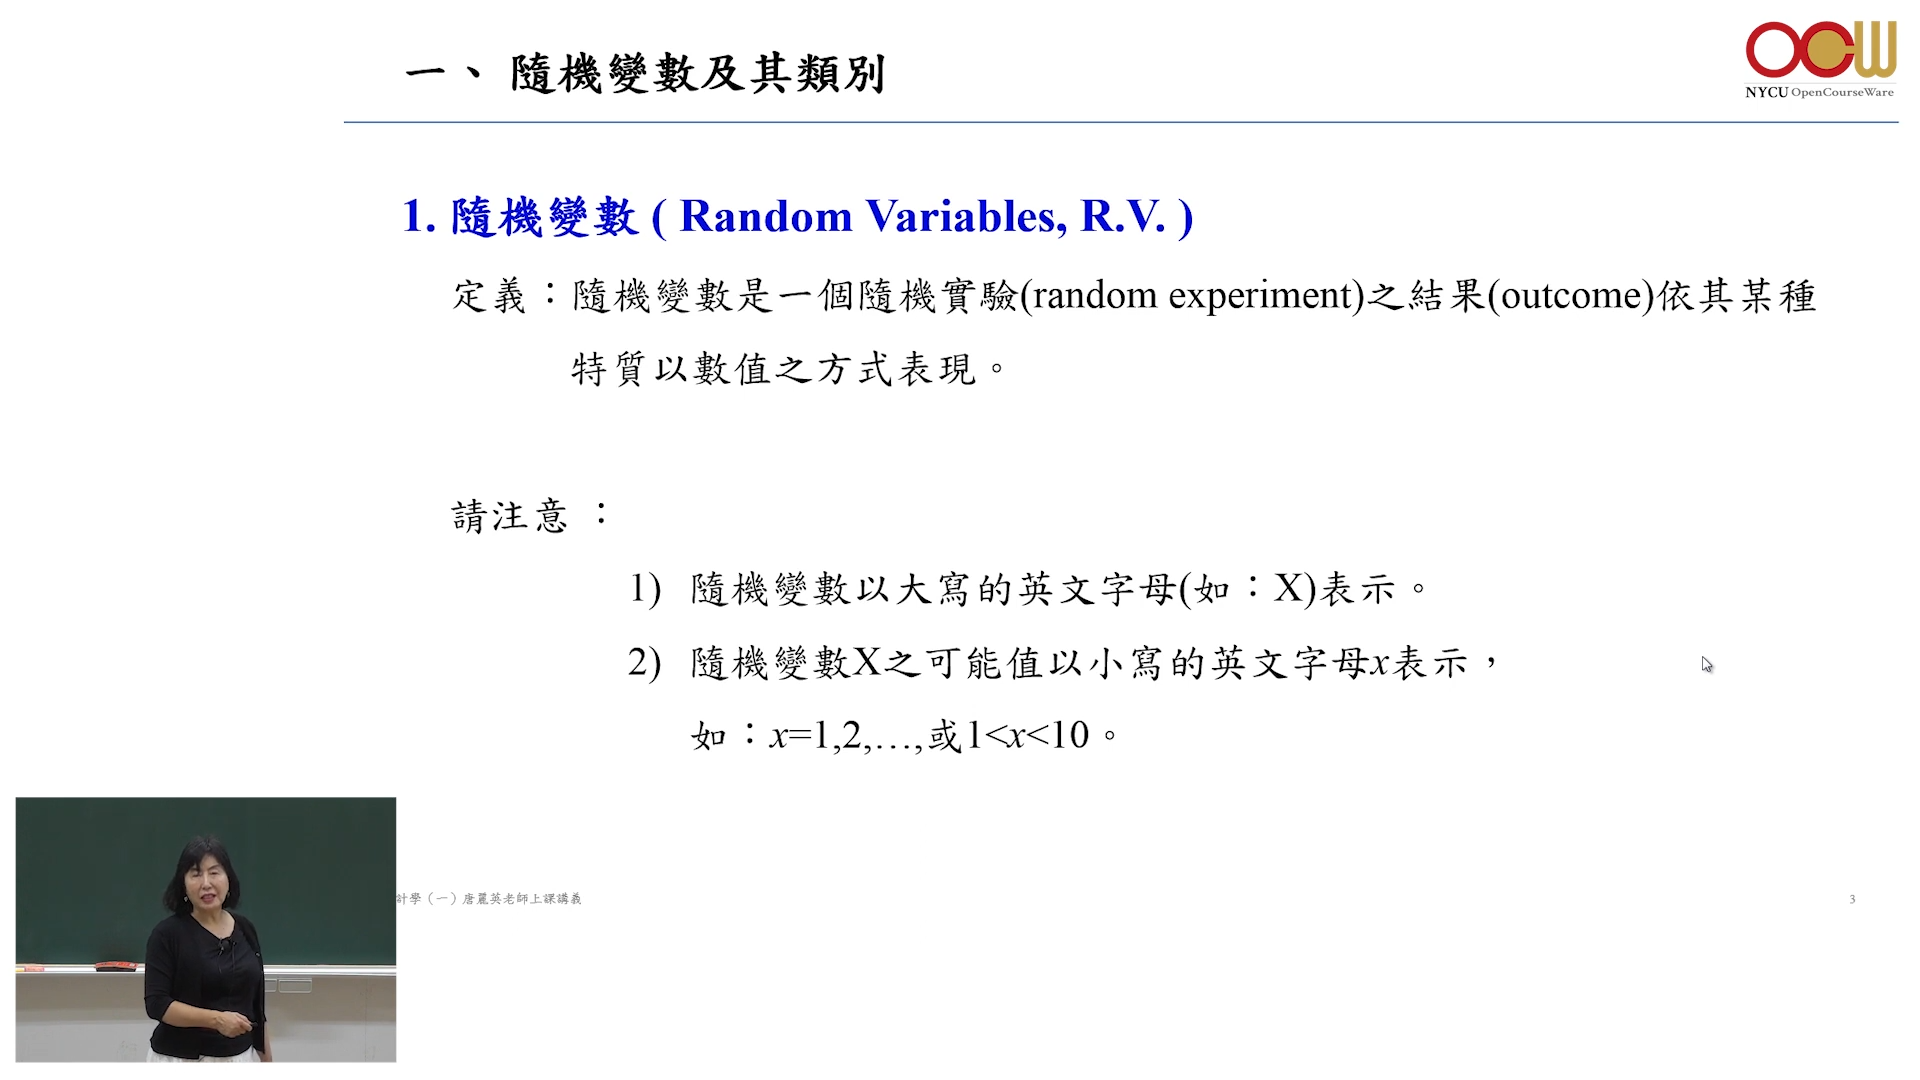 一、 隨機變數及其類別
OCW
NYCU OpenCourseWare
1. 隨機變數 ( Random Variables, R.V. )
定義：隨機變數是一個隨機實驗(random experiment)之結果(outcome)依其某種
特質以數值之方式表現。
請注意 ：
1) 隨機變數以大寫的英文字母(如：X)表示。
2) 隨機變數X之可能值以小寫的英文字母x表示，
如：x=1,2,…,或1<x<10。
計學（一）唐麗英老師上課講義
3